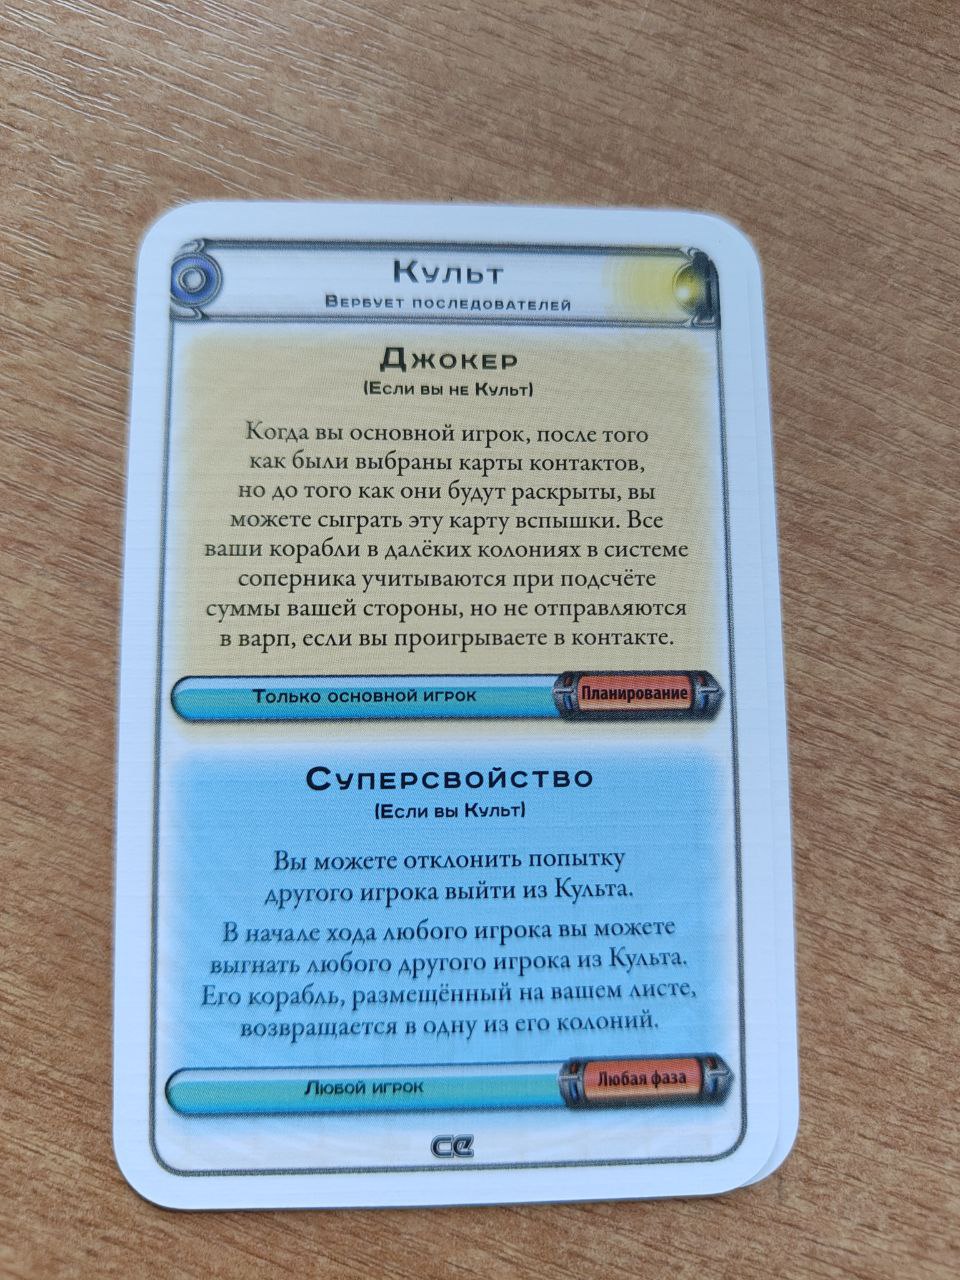 Культ
Вербует последователей
Джокер
(Если вы не Культ)
Когда вы основной игрок, после того
как были выбраны карты контактов,
но до того как они будут раскрыты, вы
можете сыграть эту карту вспышки. Все
ваши корабли в далёких колониях в системе
соперника учитываются при подсчёте
суммы вашей стороны, но не отправляются
в варп, если вы проигрываете в контакте.
Только основной игрок
Планирование
Суперсвойство
(Если вы Культ)
Вы можете отклонить попытку
другого игрока выйти из Культа.
В начале хода любого игрока вы можете
выгнать любого другого игрока из Культа.
Его корабль, размещённый на вашем листе,
возвращается в одну из его колоний.
Любой игрок
Любая фаза
CE